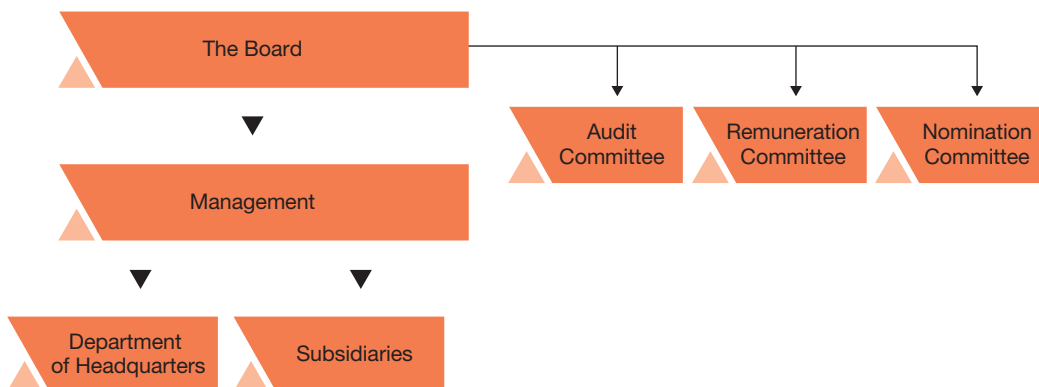 The Board
Audit
Committee
Remuneration
Committee
Nomination
Committee
Management
Department
of Headquarters
Subsidiaries